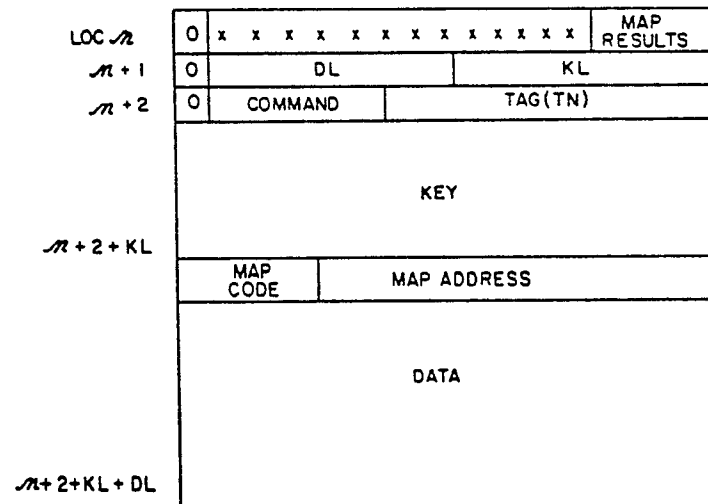 LOC n 0 x x x x x x x x x x x x MAP RESULTS
n + 1 0 DL KL
n + 2 0 COMMAND TAG(TN)
KEY
n + 2 + KL
MAP CODE MAP ADDRESS
DATA
n+ 2+KL + DL